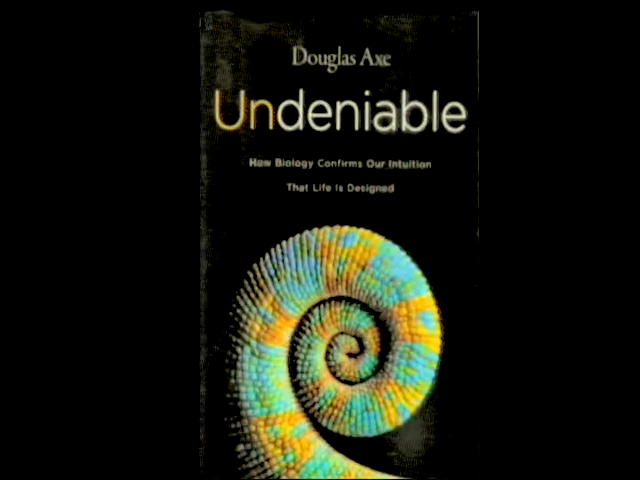 Douglas Axe
Undeniable
How Biology Confirms Our Intuition
That Life Is Designed